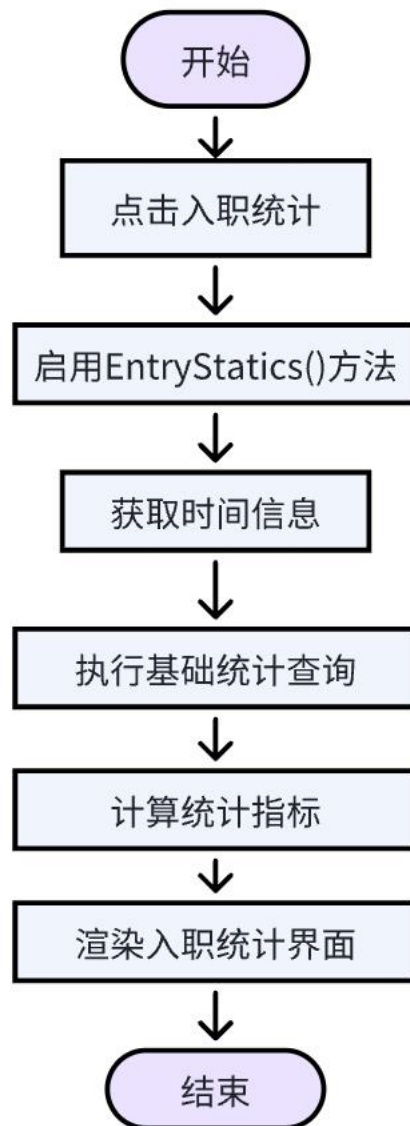 开始
点击入职统计
启用EntryStatics()方法
获取时间信息
执行基础统计查询
计算统计指标
渲染入职统计界面
结束